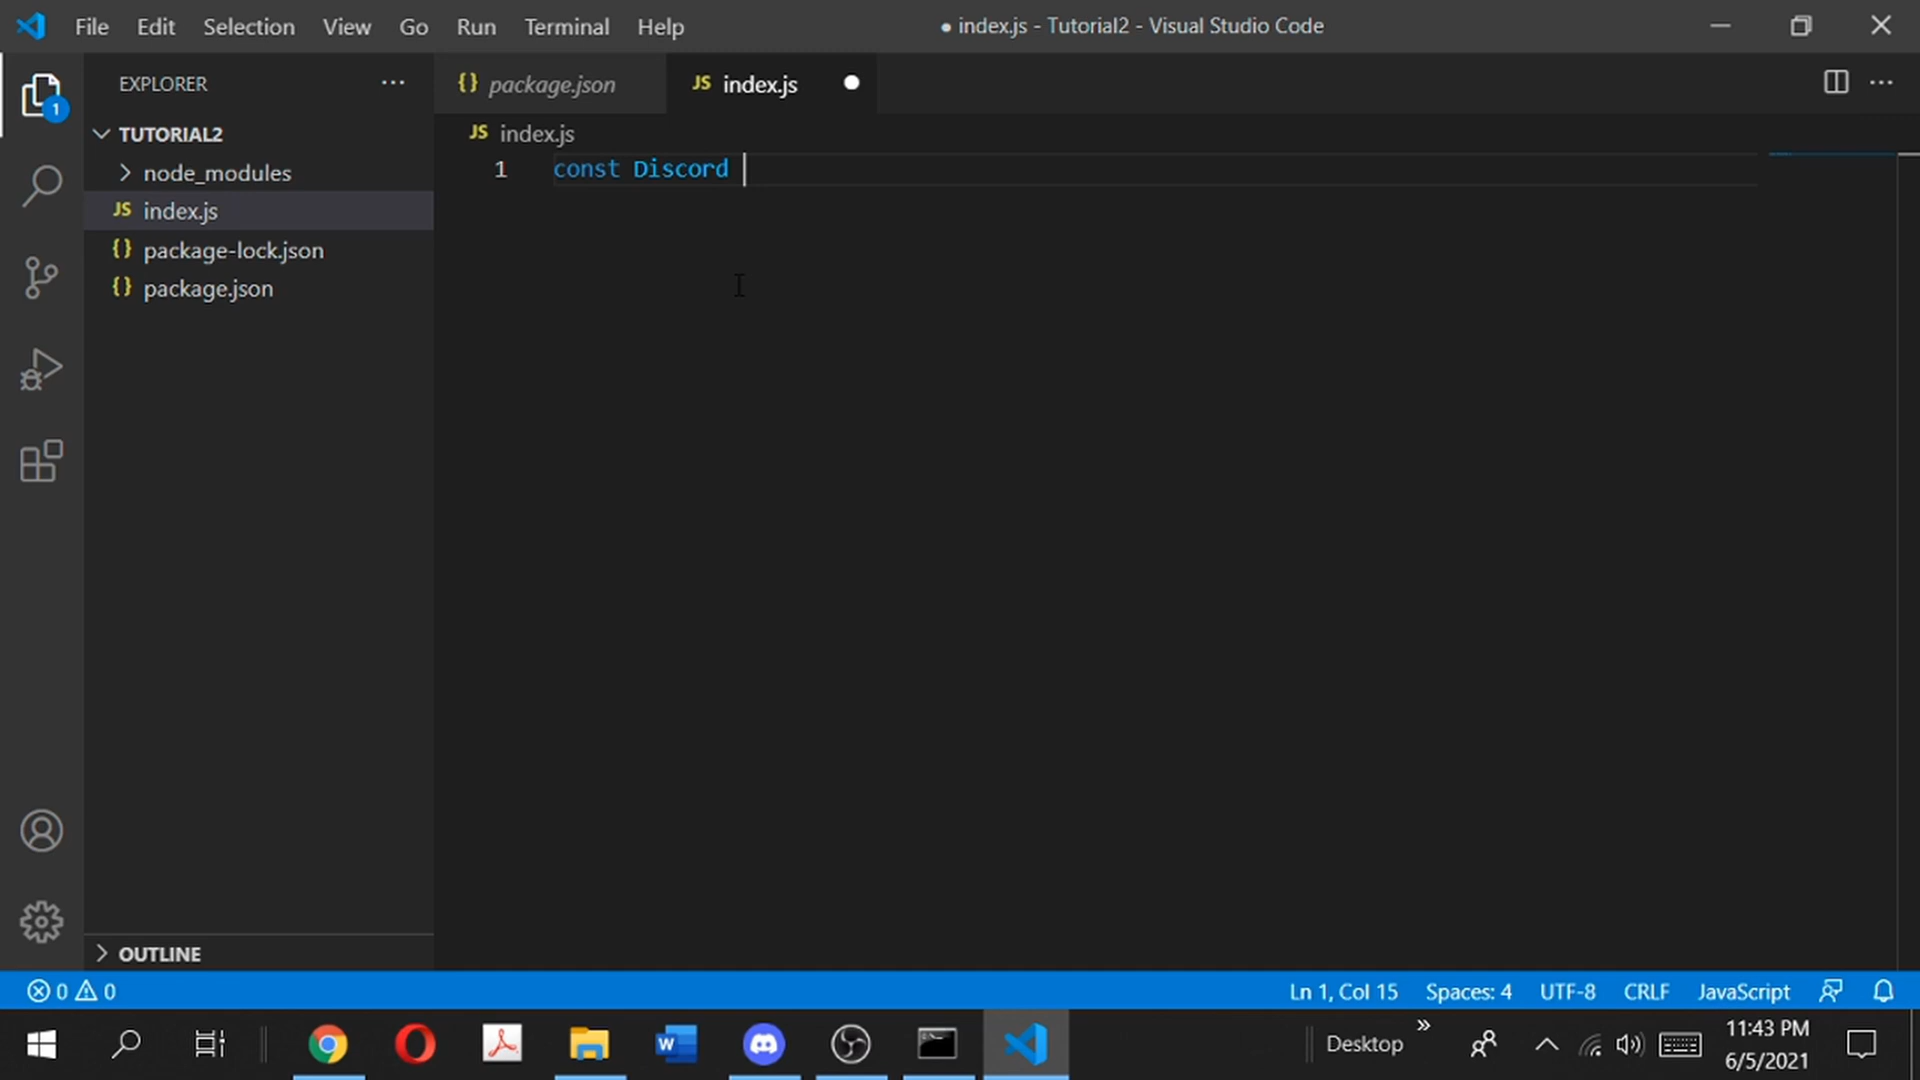 File Edit Selection View Go Run Terminal Help
● index.js - Tutorial2 - Visual Studio Code
EXPLORER
{} package.json
JS index.js
1
TUTORIAL2
JS index.js
node_modules
1 const Discord
JS index.js
{} package-lock.json
{} package.json
OUTLINE
0 0
Ln 1, Col 15 Spaces: 4 UTF-8 CRLF JavaScript
W
Desktop
11:43 PM
6/5/2021